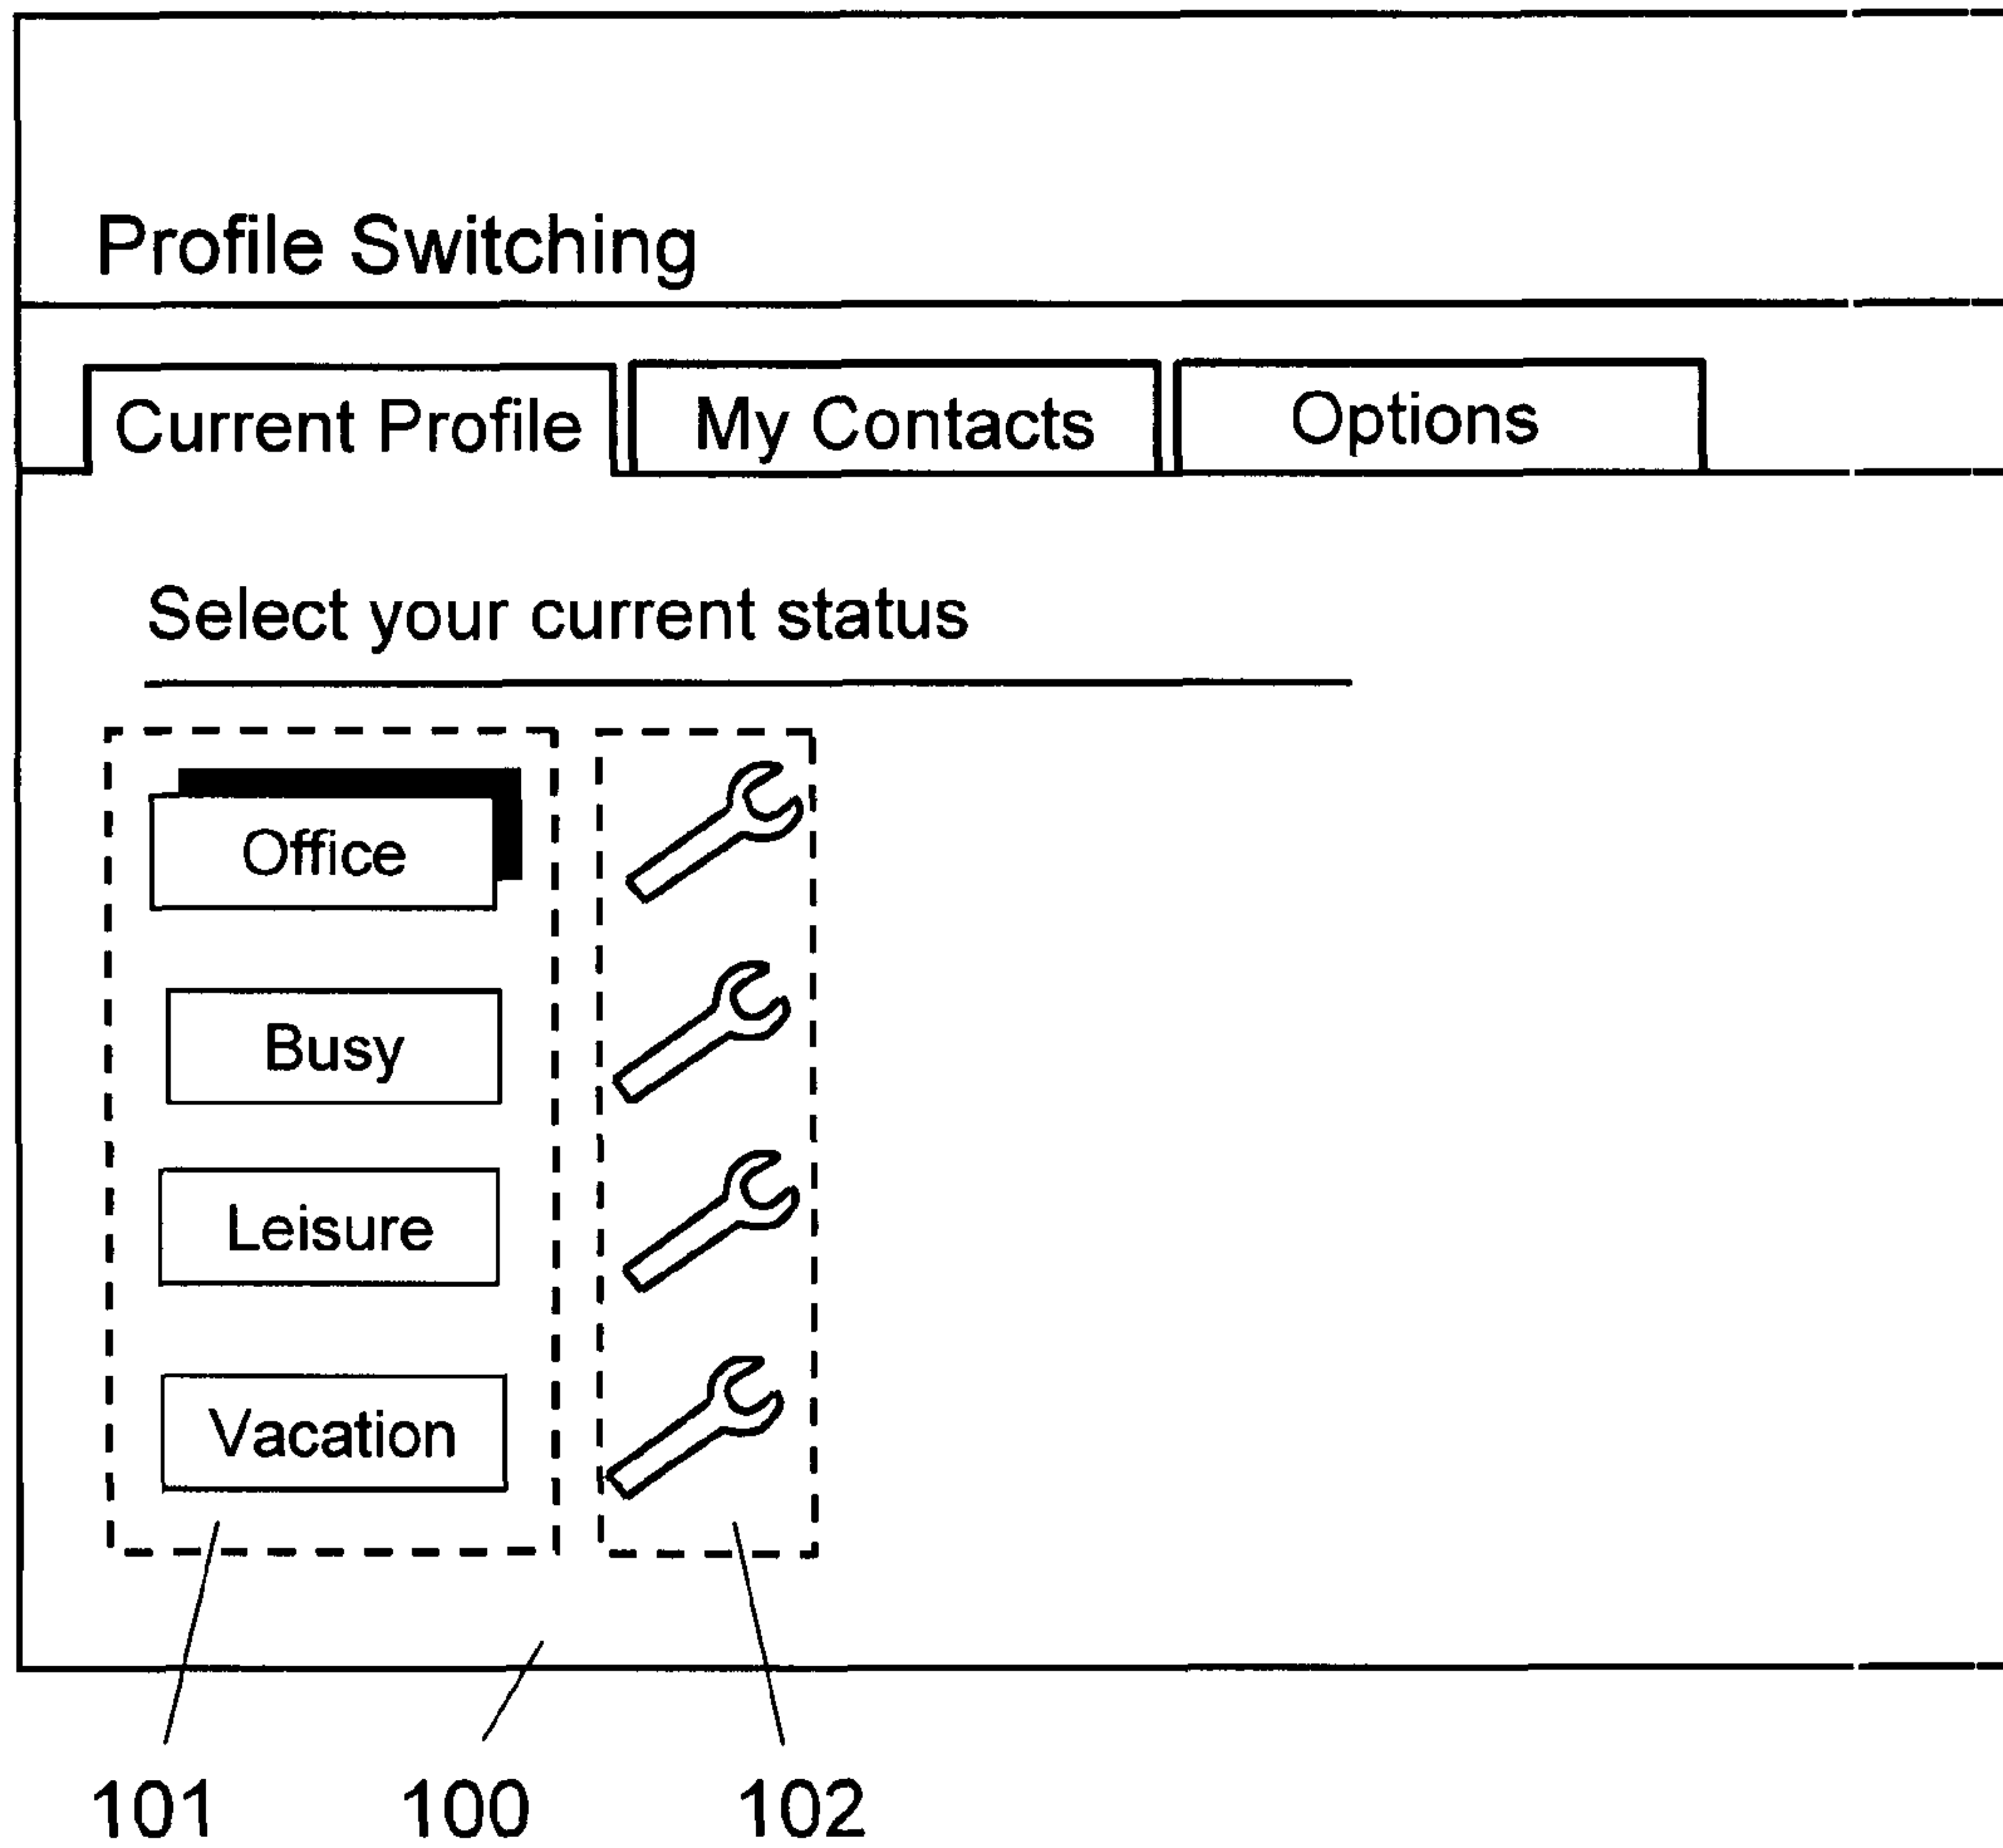 Profile Switching
Current Profile My Contacts Options
Select your current status
Office
Busy
Leisure
Vacation
101 100 102